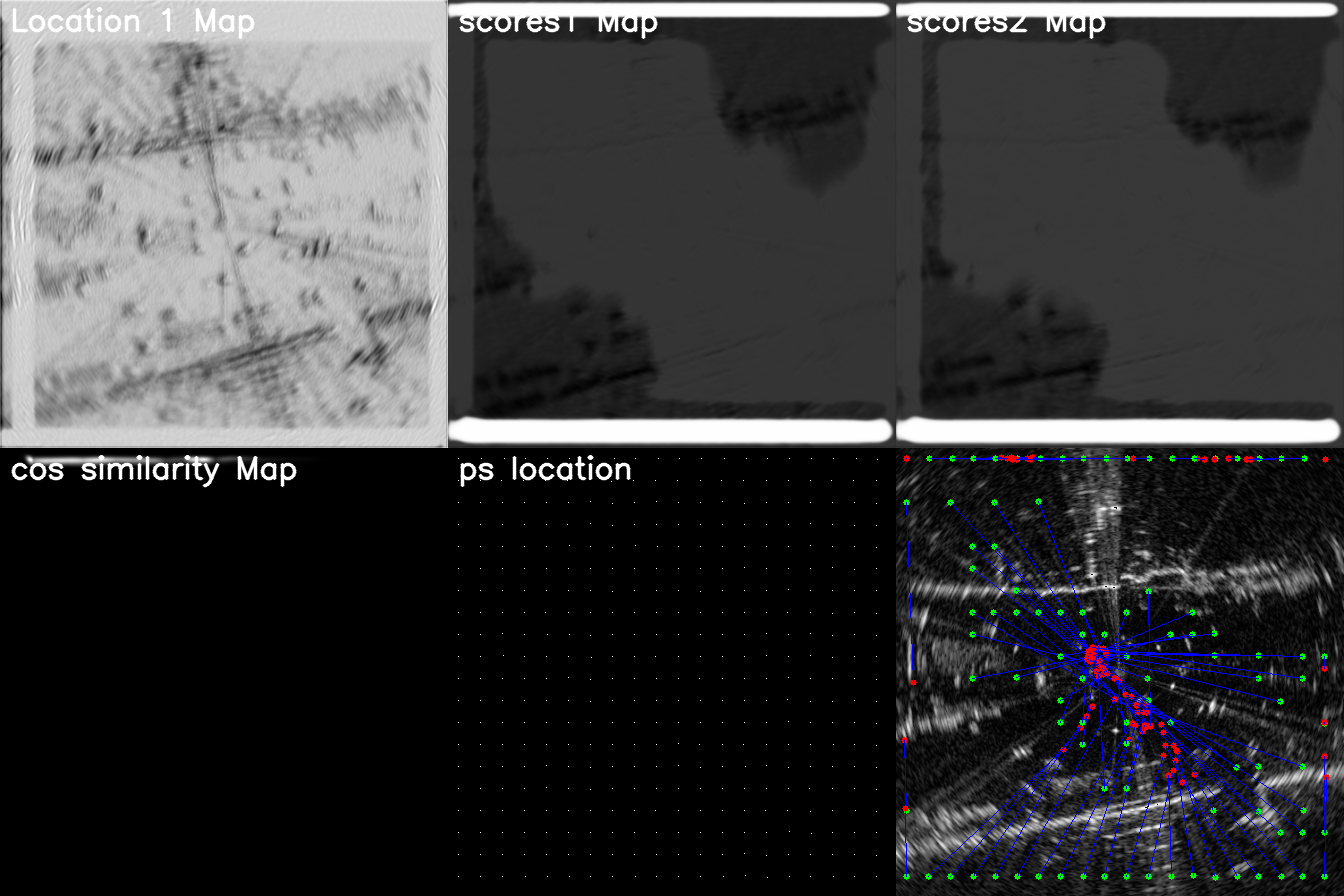 Location 1 Map
scores1 Map
scores2 Map
cos similarity Map
ps location